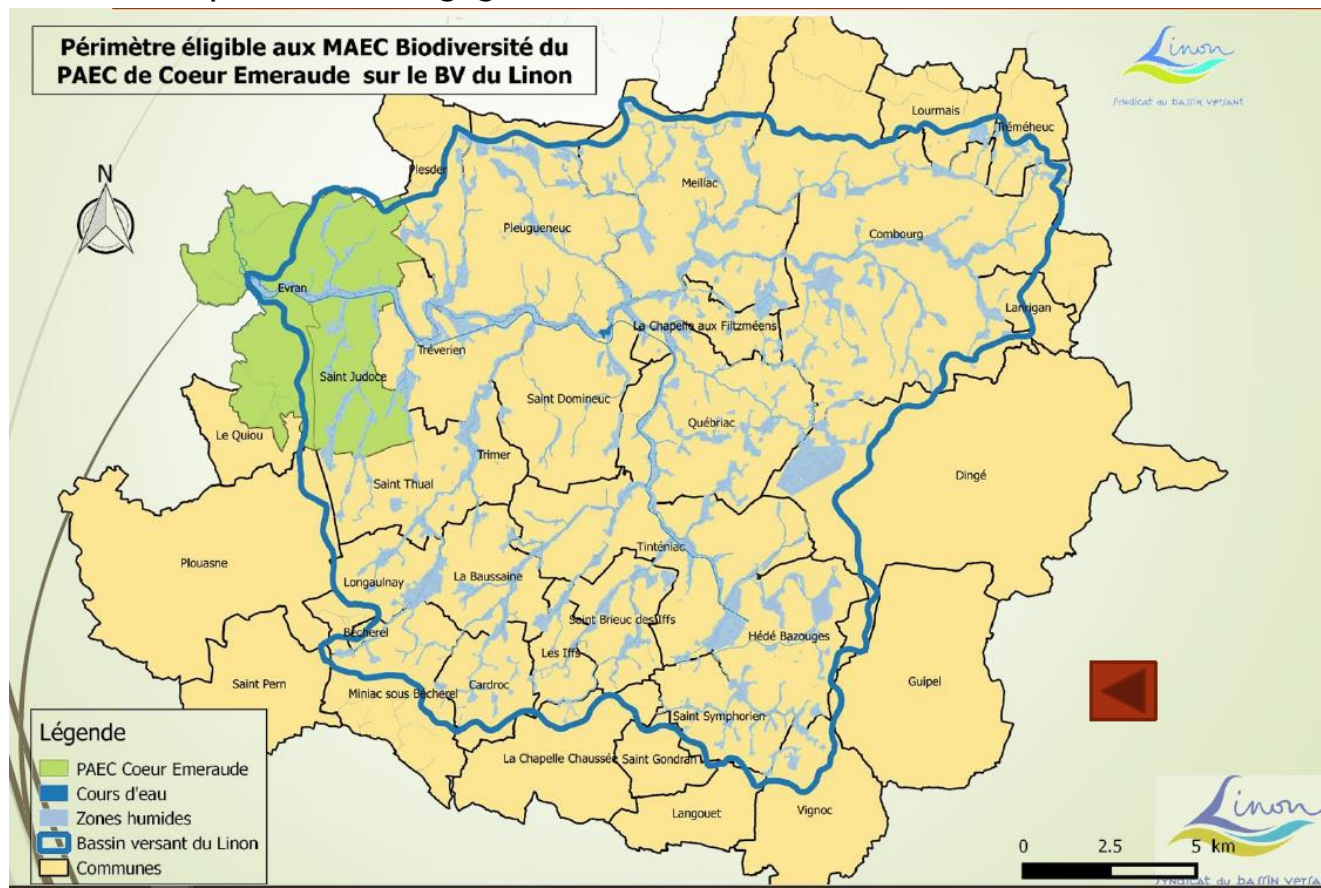 Périmètre éligible aux MAEC Biodiversité du
PAEC de Coeur Emeraude sur le BV du Linon
Linon
Syndicat du bassin versant
N
Lourmais
Tréméheuc
Plesder
Meillac
Pleugueneuc
Combourg
Evran
Lanrigan
La Chapelle aux Filtzméens
Tréverien
Saint Judoce
Saint Domineuc
Québriac
Le Quiou
Trimer
Saint Thual
Dingé
Tinténiac
Plouasne
Longaulnay
La Baussaine
Saint Brieuc des Iffs
Bécherel
Hédé Bazouges
Les Iffs
Saint Pern
Cardroc
Guipel
Miniac sous Bécherel
Saint Symphorien
La Chapelle Chaussée
Saint Gondran
Langouet
Vignoc
Légende
PAEC Coeur Emeraude
Cours d'eau
Zones humides
Bassin versant du Linon
Communes
Linon
0 2.5 5 km